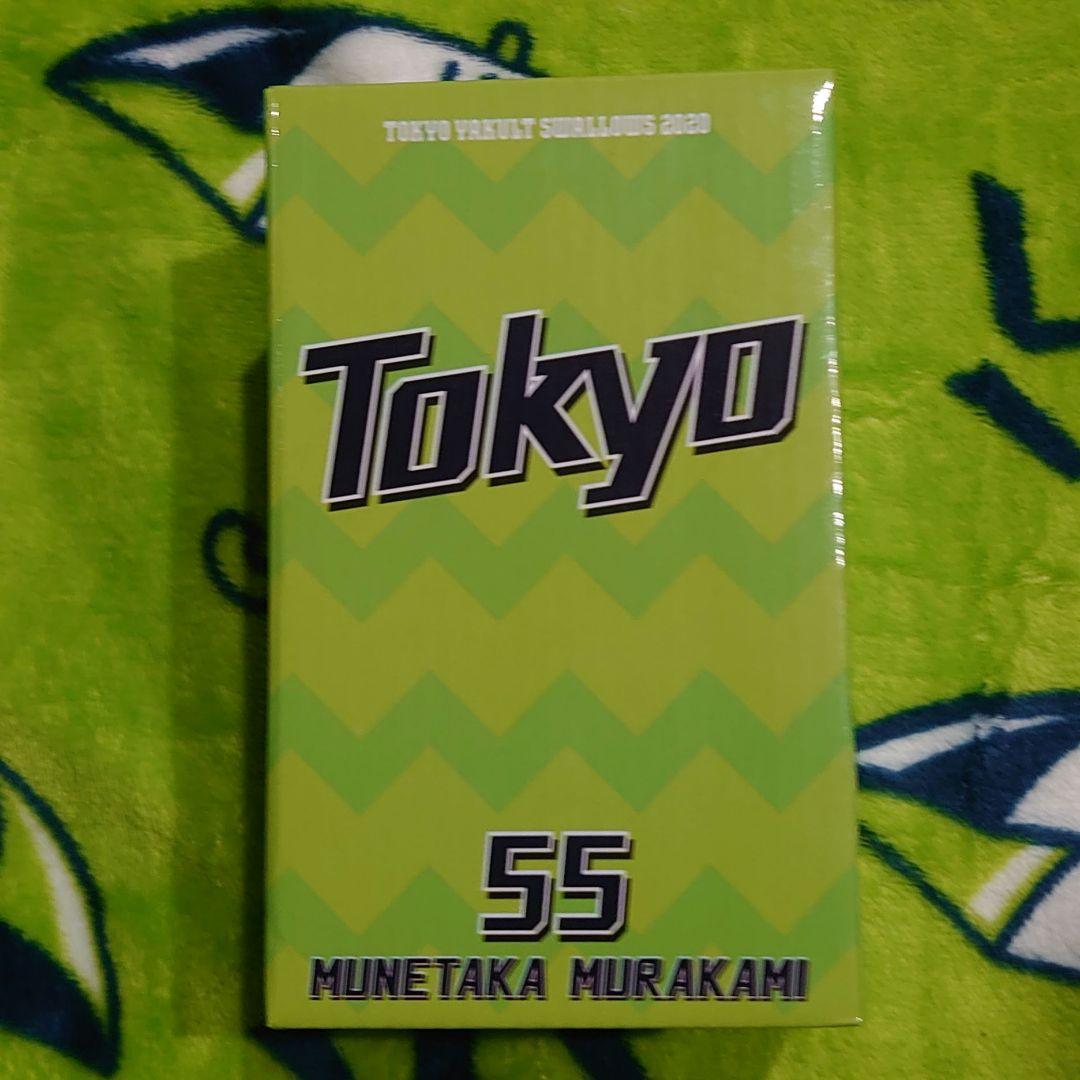 TOKYO YAKULT SWALLOWS 2020
Tokyo
55
MUNETAKA MURAKAMI